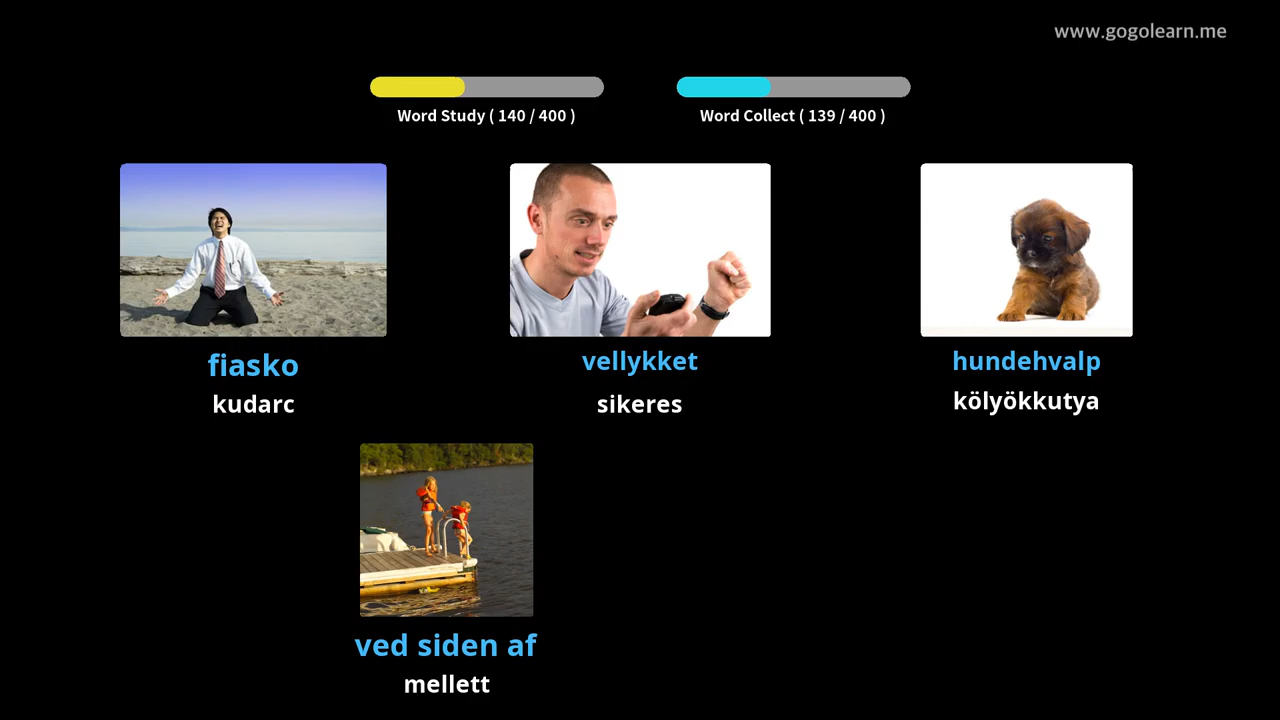 www.gogolearn.me
Word Study ( 140 / 400 )
Word Collect ( 139 / 400 )
fiasko
kudarc
vellykket
sikeres
hundehvalp
kölyökkutya
ved siden af
mellett